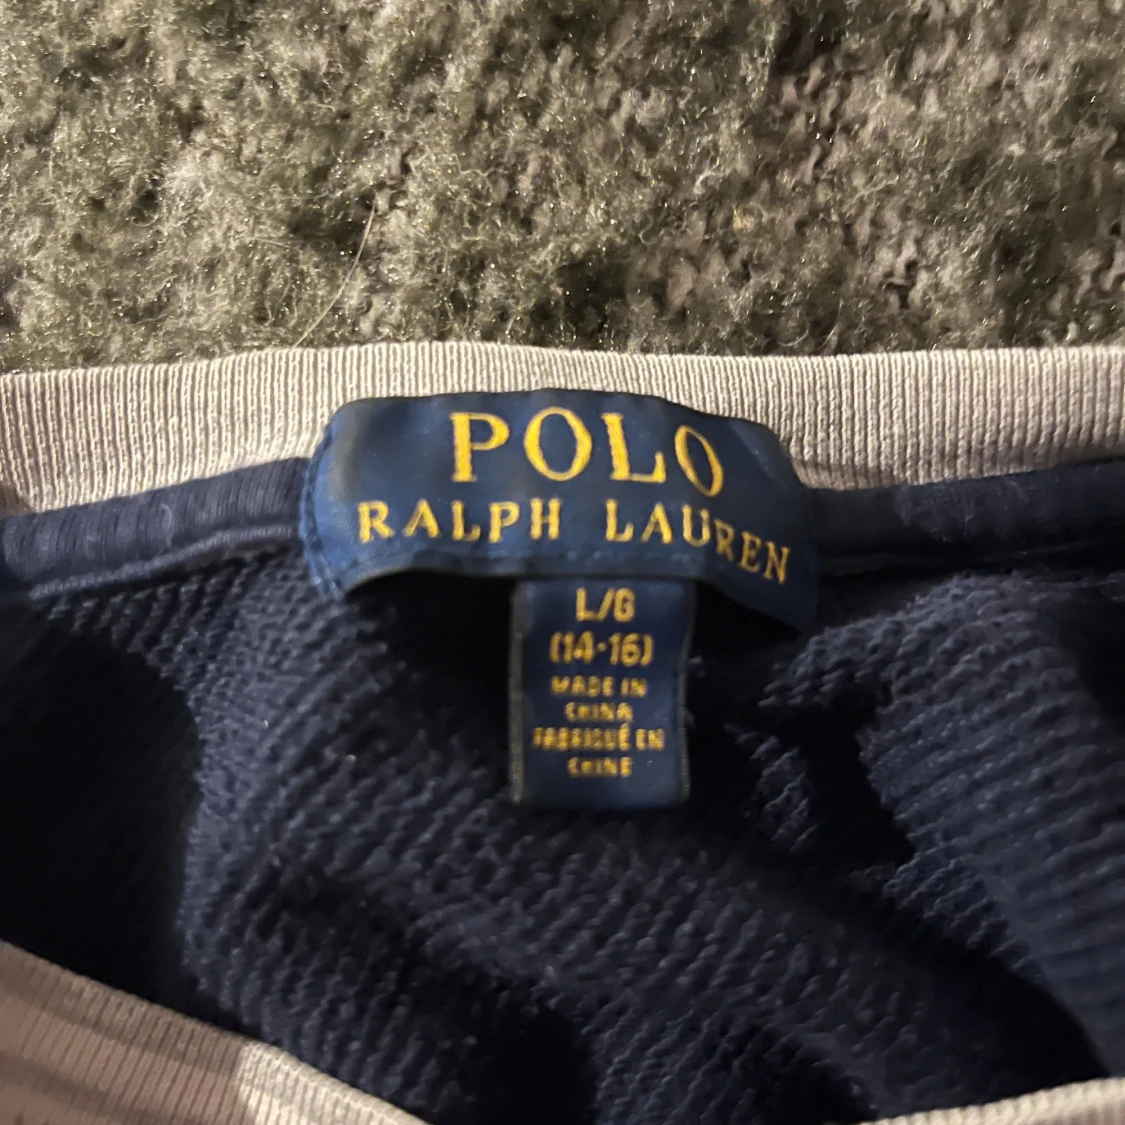 POLO
RALPH LAUREN
L/G
(14-16)
MADE IN
CHINA
FABRIQUÉ EN
CHINE